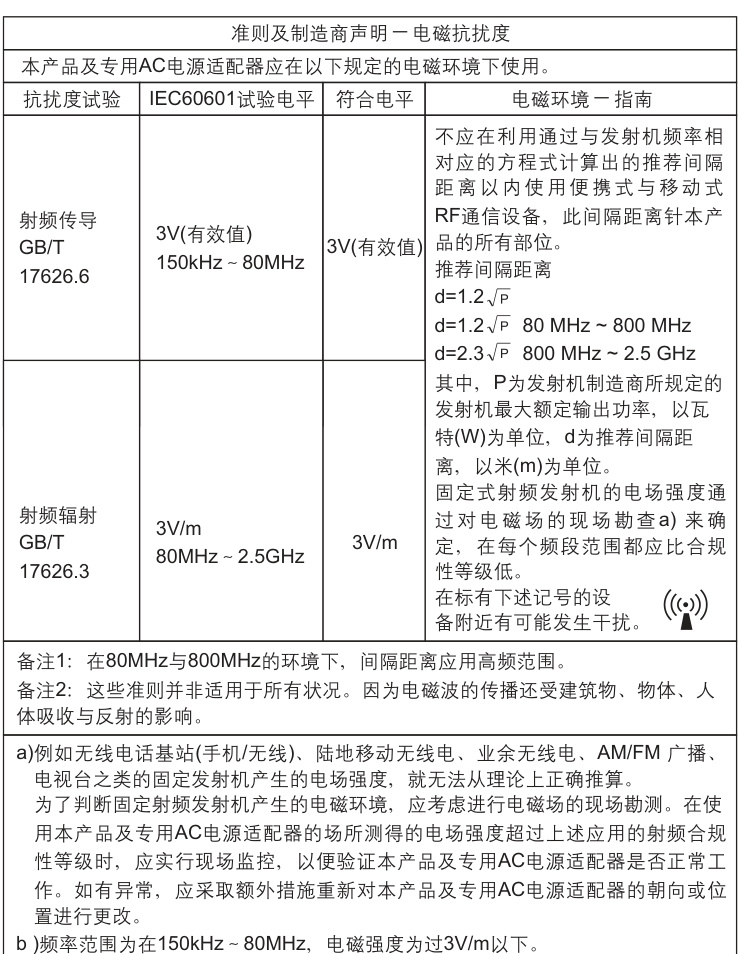 准则及制造商声明－电磁抗扰度
本产品及专用AC电源适配器应在以下规定的电磁环境下使用。
抗扰度试验 IEC60601试验电平 符合电平 电磁环境－指南
射频传导
GB/T
17626.6
3V(有效值)
150kHz ~ 80MHz
3V(有效值)
不应在利用通过与发射机频率相
对应的方程式计算出的推荐间隔
距离以内使用便携式与移动式
RF通信设备，此间隔距离针本产
品的所有部位。
推荐间隔距离
d=1.2√P
d=1.2√P 80 MHz ~ 800 MHz
d=2.3√P 800 MHz ~ 2.5 GHz
其中，P为发射机制造商所规定的
发射机最大额定输出功率，以瓦
特(W)为单位，d为推荐间隔距
离，以米(m)为单位。
固定式射频发射机的电场强度通
过对电磁场的现场勘查a) 来确
定，在每个频段范围都应比合规
性等级低。
在标有下述记号的设
备附近有可能发生干扰。
射频辐射
GB/T
17626.3
3V/m
80MHz ~ 2.5GHz
3V/m
备注1：在80MHz与800MHz的环境下，间隔距离应用高频范围。
备注2：这些准则并非适用于所有状况。因为电磁波的传播还受建筑物、物体、人
体吸收与反射的影响。
a)例如无线电话基站(手机/无线)、陆地移动无线电、业余无线电、AM/FM 广播、
电视台之类的固定发射机产生的电场强度，就无法从理论上正确推算。
为了判断固定射频发射机产生的电磁环境，应考虑进行电磁场的现场勘测。在使
用本产品及专用AC电源适配器的场所测得的电场强度超过上述应用的射频合规
性等级时，应实行现场监控，以便验证本产品及专用AC电源适配器是否正常工
作。如有异常，应采取额外措施重新对本产品及专用AC电源适配器的朝向或位
置进行更改。
b )频率范围为在150kHz ~ 80MHz，电磁强度为过3V/m以下。